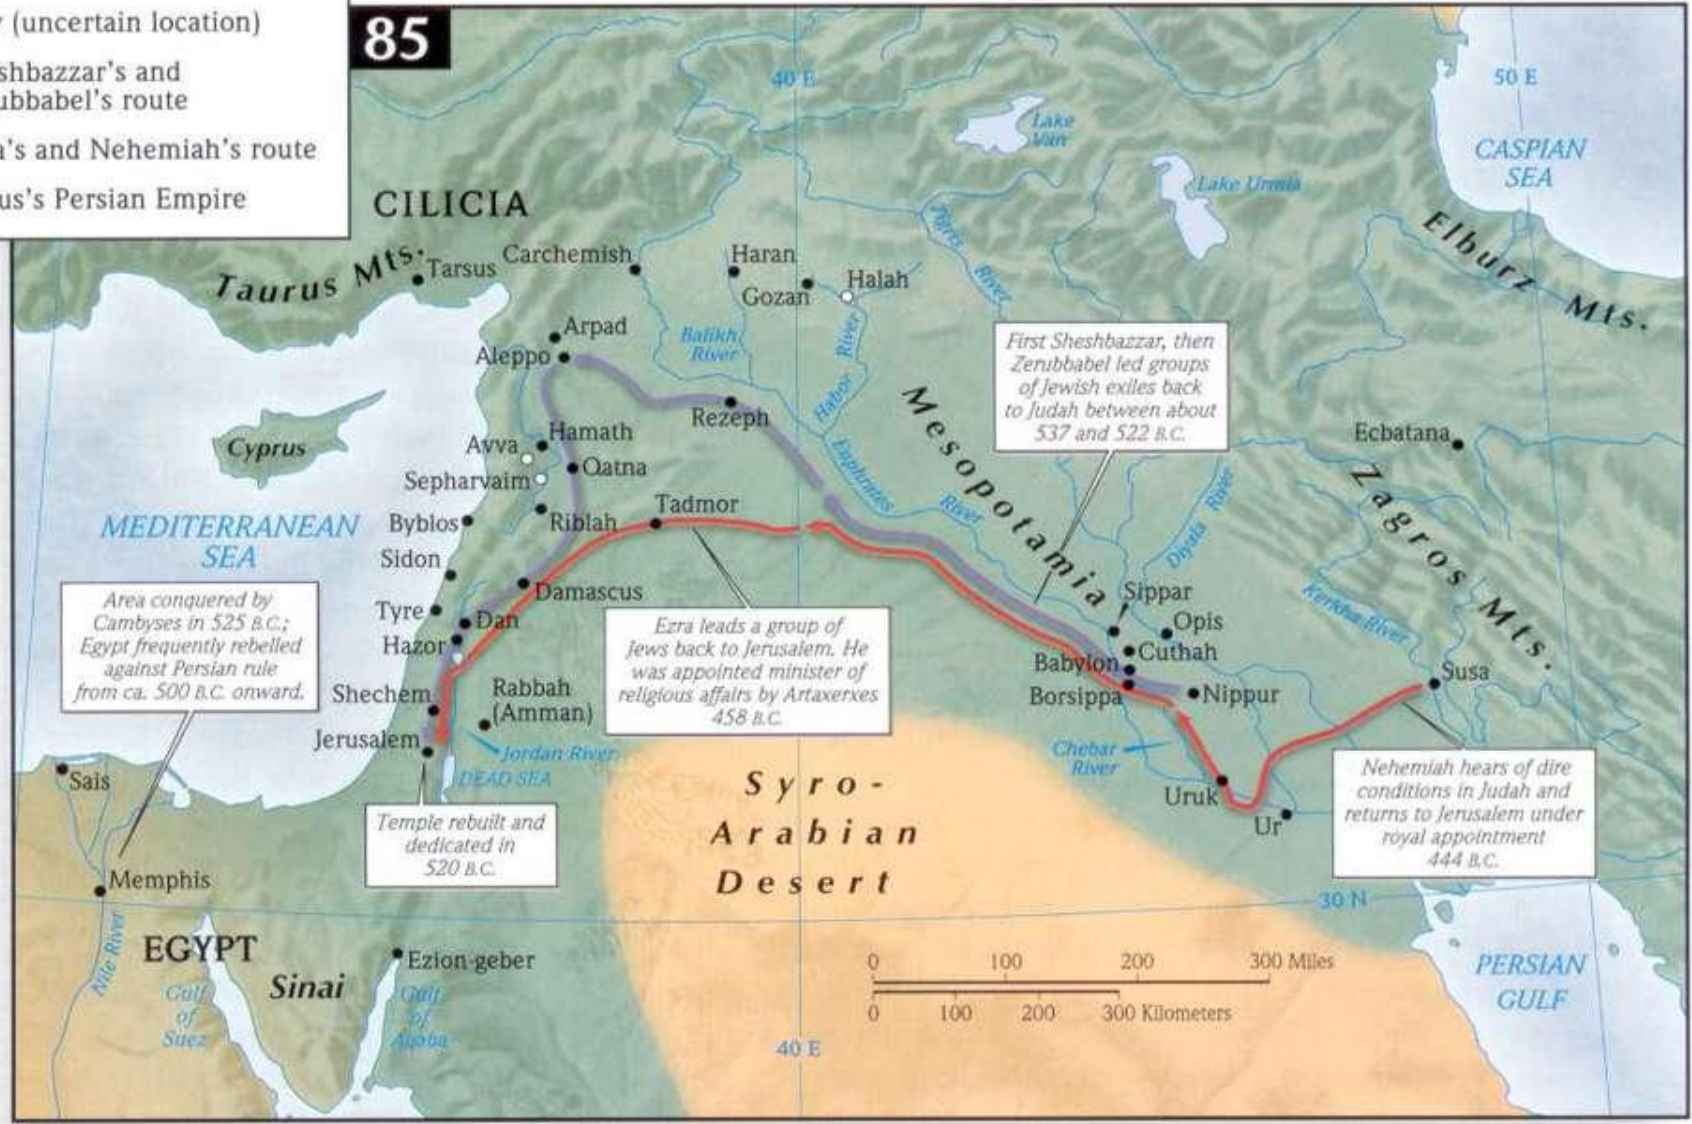 85
(uncertain location)
shbazzar's and
ubbabel's route
a's and Nehemiah's route
us's Persian Empire
40 E
50 E
Lake
Van
Lake Urmia
CASPIAN
SEA
CILICIA
Taurus Mts.
Tarsus
Carchemish
Haran
Gozan
Halah
Tigris
River
Elburz Mts.
Arpad
Aleppo
Balikh
River
Habor River
Rezeph
First Sheshbazzar, then
Zerubbabel led groups
of Jewish exiles back
to Judah between about
537 and 522 B.C.
Mesopotamia
Ecbatana
Zagros Mts.
Cyprus
Avva
Hamath
Qatna
Sepharvaim
Euphrates
River
Diyala River
MEDITERRANEAN
SEA
Byblos
Riblah
Tadmor
Sidon
Damascus
Tyre
Dan
Hazor
Sippar
Opis
Cuthah
Babylon
Borsippa
Nippur
Kerkha River
Susa
Area conquered by
Cambyses in 525 B.C.;
Egypt frequently rebelled
against Persian rule
from ca. 500 B.C. onward.
Ezra leads a group of
Jews back to Jerusalem. He
was appointed minister of
religious affairs by Artaxerxes
458 B.C.
Shechem
Rabbah
(Amman)
Jerusalem
Jordan River
DEAD SEA
Chebar
River
Uruk
Ur
Nehemiah hears of dire
conditions in Judah and
returns to Jerusalem under
royal appointment
444 B.C.
Sais
Temple rebuilt and
dedicated in
520 B.C.
Syro-
Arabian
Desert
Memphis
Nile River
30 N
EGYPT
Sinai
Ezion-geber
Gulf
of
Suez
Gulf
of
Aqaba
0 100 200 300 Miles
0 100 200 300 Kilometers
PERSIAN
GULF
40 E